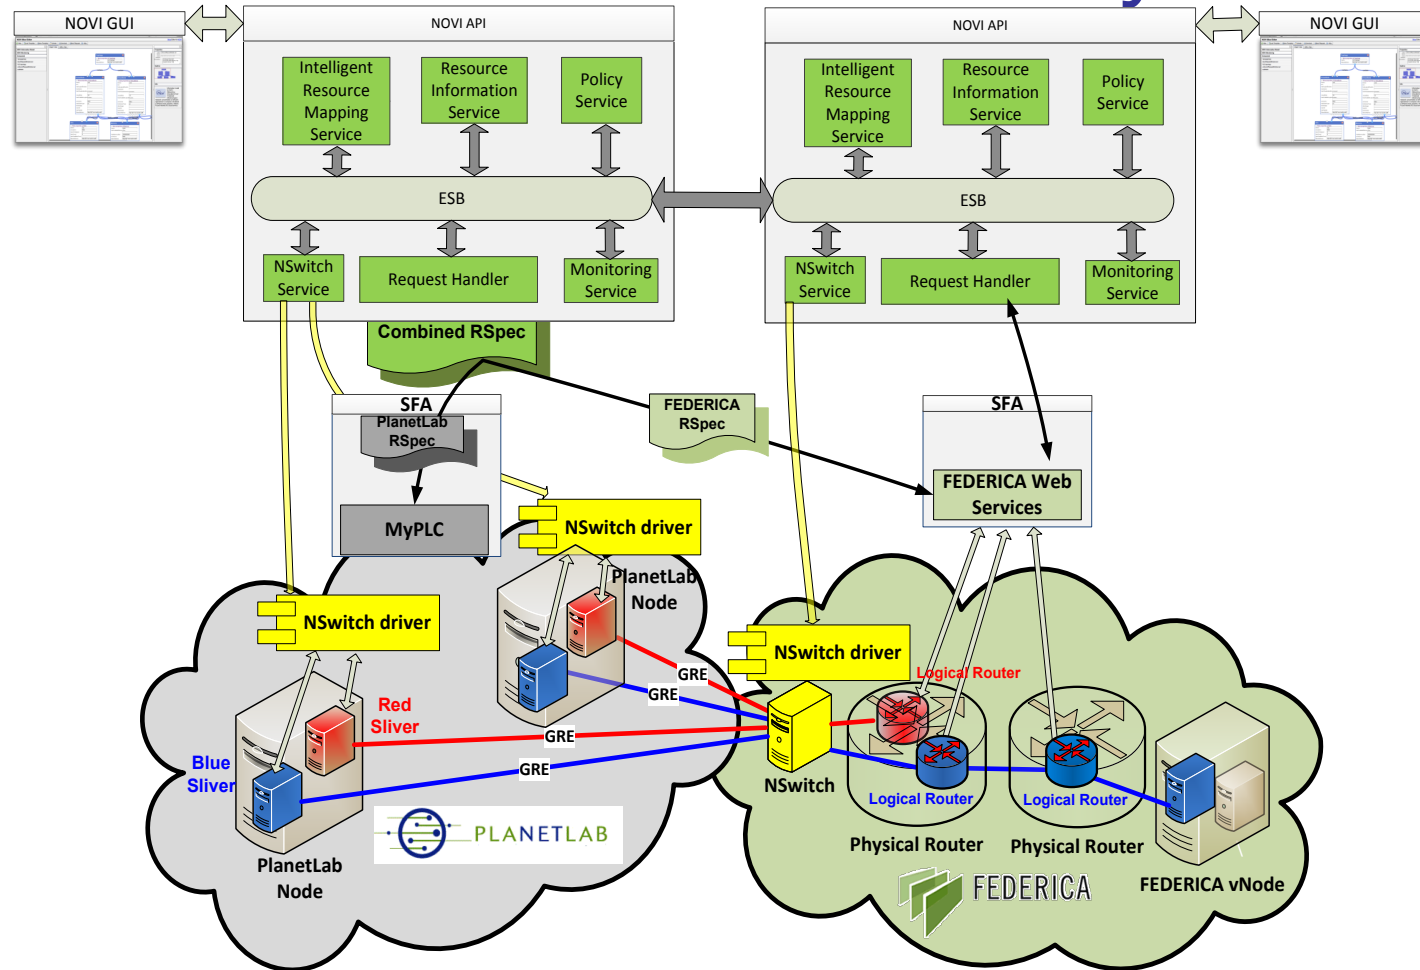 NOVI GUI
NOVI API
NOVI API
NOVI GUI
Intelligent
Resource
Mapping
Service
Resource
Information
Service
Policy
Service
Intelligent
Resource
Mapping
Service
Resource
Information
Service
Policy
Service
ESB
ESB
NSwitch
Service
Request Handler
Monitoring
Service
NSwitch
Service
Request Handler
Monitoring
Service
Combined RSpec
SFA
PlanetLab
RSpec
FEDERICA
RSpec
SFA
MyPLC
FEDERICA Web
Services
NSwitch driver
PlanetLab
Node
NSwitch driver
NSwitch driver
GRE
GRE
Logical Router
Red
Sliver
GRE
GRE
Blue
Sliver
NSwitch
Logical Router
Logical Router
Physical Router
Physical Router
PLANETLAB
PlanetLab
Node
FEDERICA
FEDERICA vNode